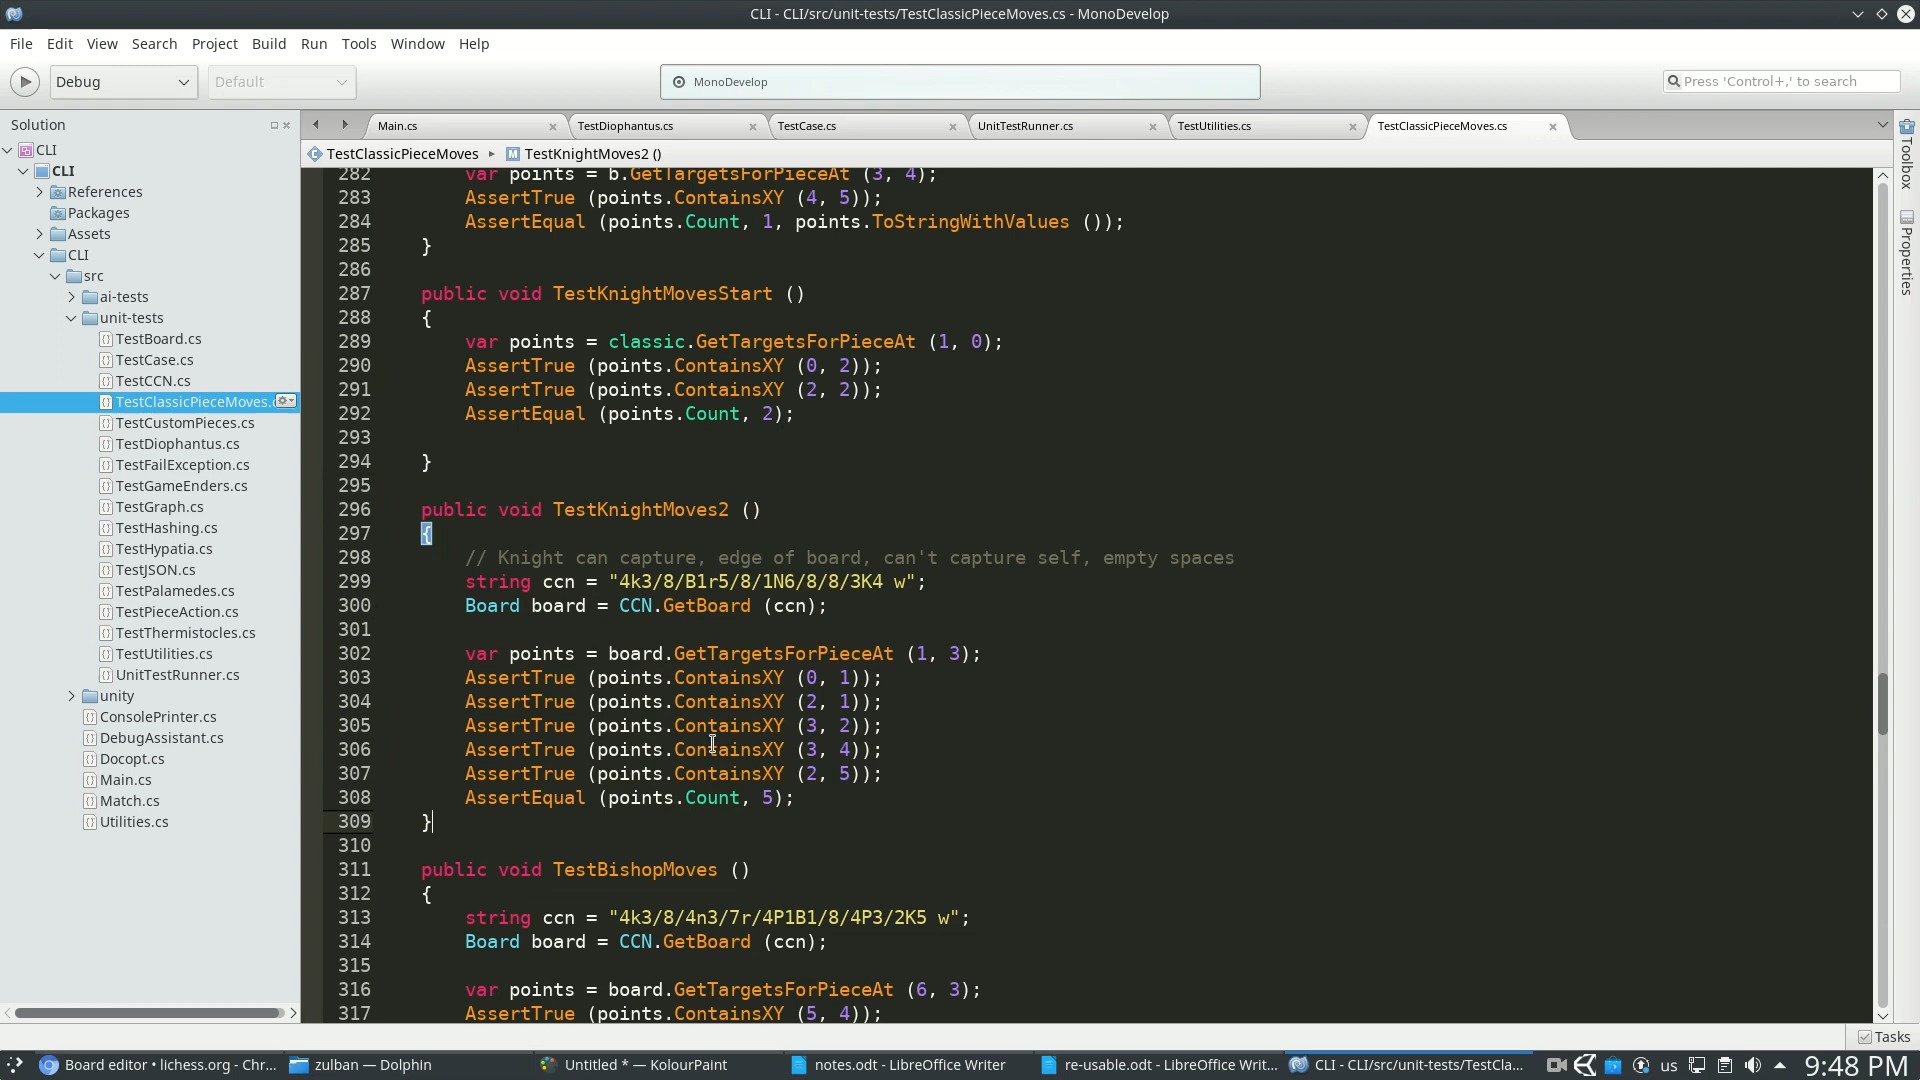 CLI - CLI/src/unit-tests/TestClassicPieceMoves.cs - MonoDevelop
File Edit View Search Project Build Run Tools Window Help
Debug Default MonoDevelop Press 'Control+,' to search
Solution
CLI
CLI
References
Packages
Assets
CLI
src
ai-tests
unit-tests
TestBoard.cs
TestCase.cs
TestCCN.cs
TestClassicPieceMoves.c
TestCustomPieces.cs
TestDiophantus.cs
TestFailException.cs
TestGameEnders.cs
TestGraph.cs
TestHashing.cs
TestHypatia.cs
TestJSON.cs
TestPalamedes.cs
TestPieceAction.cs
TestThermistocles.cs
TestUtilities.cs
UnitTestRunner.cs
unity
ConsolePrinter.cs
DebugAssistant.cs
Docopt.cs
Main.cs
Match.cs
Utilities.cs
Main.cs TestDiophantus.cs TestCase.cs UnitTestRunner.cs TestUtilities.cs TestClassicPieceMoves.cs
TestClassicPieceMoves ▸ M TestKnightMoves2 ()
282 var points = b.GetTargetsForPieceAt (3, 4);
283 AssertTrue (points.ContainsXY (4, 5));
284 AssertEqual (points.Count, 1, points.ToStringWithValues ());
285 }
286
287 public void TestKnightMovesStart ()
288 {
289 var points = classic.GetTargetsForPieceAt (1, 0);
290 AssertTrue (points.ContainsXY (0, 2));
291 AssertTrue (points.ContainsXY (2, 2));
292 AssertEqual (points.Count, 2);
293
294 }
295
296 public void TestKnightMoves2 ()
297 {
298 // Knight can capture, edge of board, can't capture self, empty spaces
299 string ccn = "4k3/8/B1r5/8/1N6/8/8/3K4 w";
300 Board board = CCN.GetBoard (ccn);
301
302 var points = board.GetTargetsForPieceAt (1, 3);
303 AssertTrue (points.ContainsXY (0, 1));
304 AssertTrue (points.ContainsXY (2, 1));
305 AssertTrue (points.ContainsXY (3, 2));
306 AssertTrue (points.ContainsXY (3, 4));
307 AssertTrue (points.ContainsXY (2, 5));
308 AssertEqual (points.Count, 5);
309 }
310
311 public void TestBishopMoves ()
312 {
313 string ccn = "4k3/8/4n3/7r/4P1B1/8/4P3/2K5 w";
314 Board board = CCN.GetBoard (ccn);
315
316 var points = board.GetTargetsForPieceAt (6, 3);
317 AssertTrue (points.ContainsXY (5, 4));
Toolbox
Properties
Tasks
Board editor • lichess.org - Chr... zulban — Dolphin Untitled * — KolourPaint notes.odt - LibreOffice Writer re-usable.odt - LibreOffice Writ... CLI - CLI/src/unit-tests/TestCla... us 9:48 PM